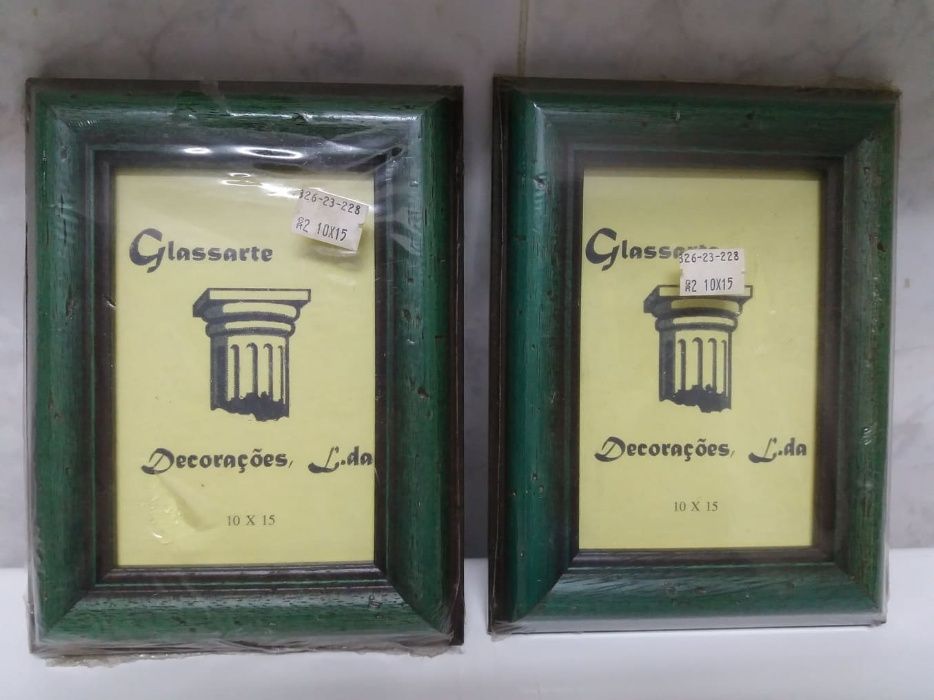 326-23-228
R2 10X15
Glassarte
Decorações, L.da
10 X 15
Glassarte
326-23-228
R2 10X15
Decorações, L.da
10 X 15